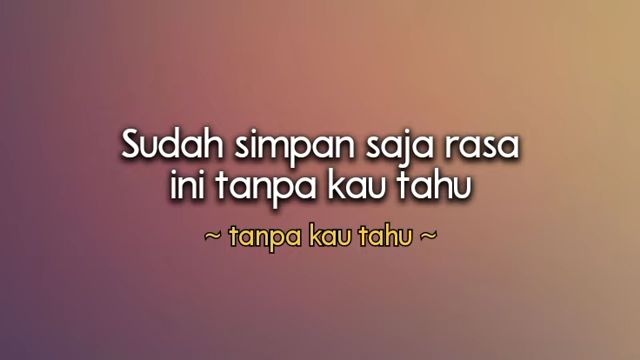 Sudah simpan saja rasa
ini tanpa kau tahu
~ tanpa kau tahu ~